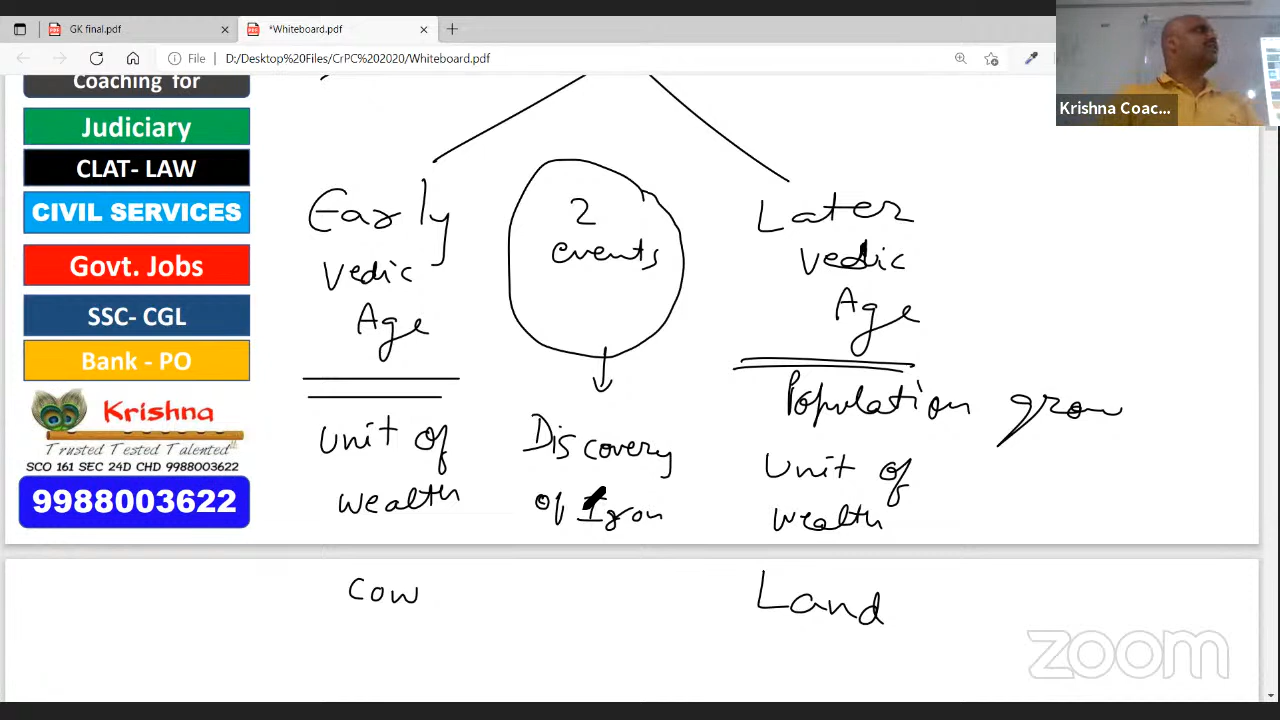 GK final.pdf
*Whiteboard.pdf
File
D:/Desktop%20Files/CrPC%202020/Whiteboard.pdf
Krishna Coac...
Coaching for
Judiciary
CLAT- LAW
CIVIL SERVICES
Govt. Jobs
SSC- CGL
Bank - PO
Krishna
Trusted Tested Talented!!
SCO 161 SEC 24D CHD 9988003622
9988003622
Early
Vedic
Age
Unit of
wealth
Cow
2
events
Discovery
of Iron
Later
Vedic
Age
Population grow
Unit of
wealth
Land
zoom